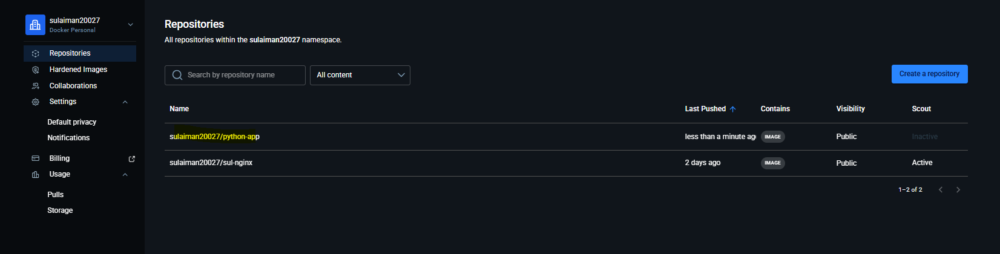 sulaiman20027
Docker Personal
Repositories
Hardened Images
Collaborations
Settings
Default privacy
Notifications
Billing
Usage
Pulls
Storage
Repositories
All repositories within the sulaiman20027 namespace.
Search by repository name
All content
Create a repository
Name Last Pushed Contains Visibility Scout
sulaiman20027/python-app less than a minute ago IMAGE Public Inactive
sulaiman20027/sul-nginx 2 days ago IMAGE Public Active
1–2 of 2